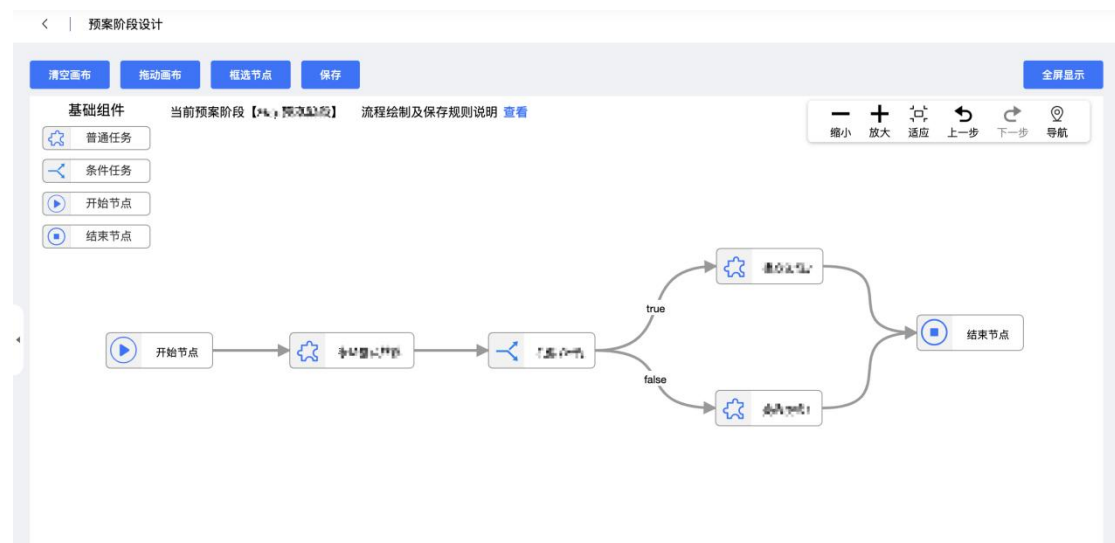 预案阶段设计
清空画布 拖动画布 框选节点 保存 全屏显示
基础组件 当前预案阶段【 】 流程绘制及保存规则说明 查看
缩小 放大 适应 上一步 下一步 导航
普通任务
条件任务
开始节点
结束节点
true
开始节点
结束节点
false